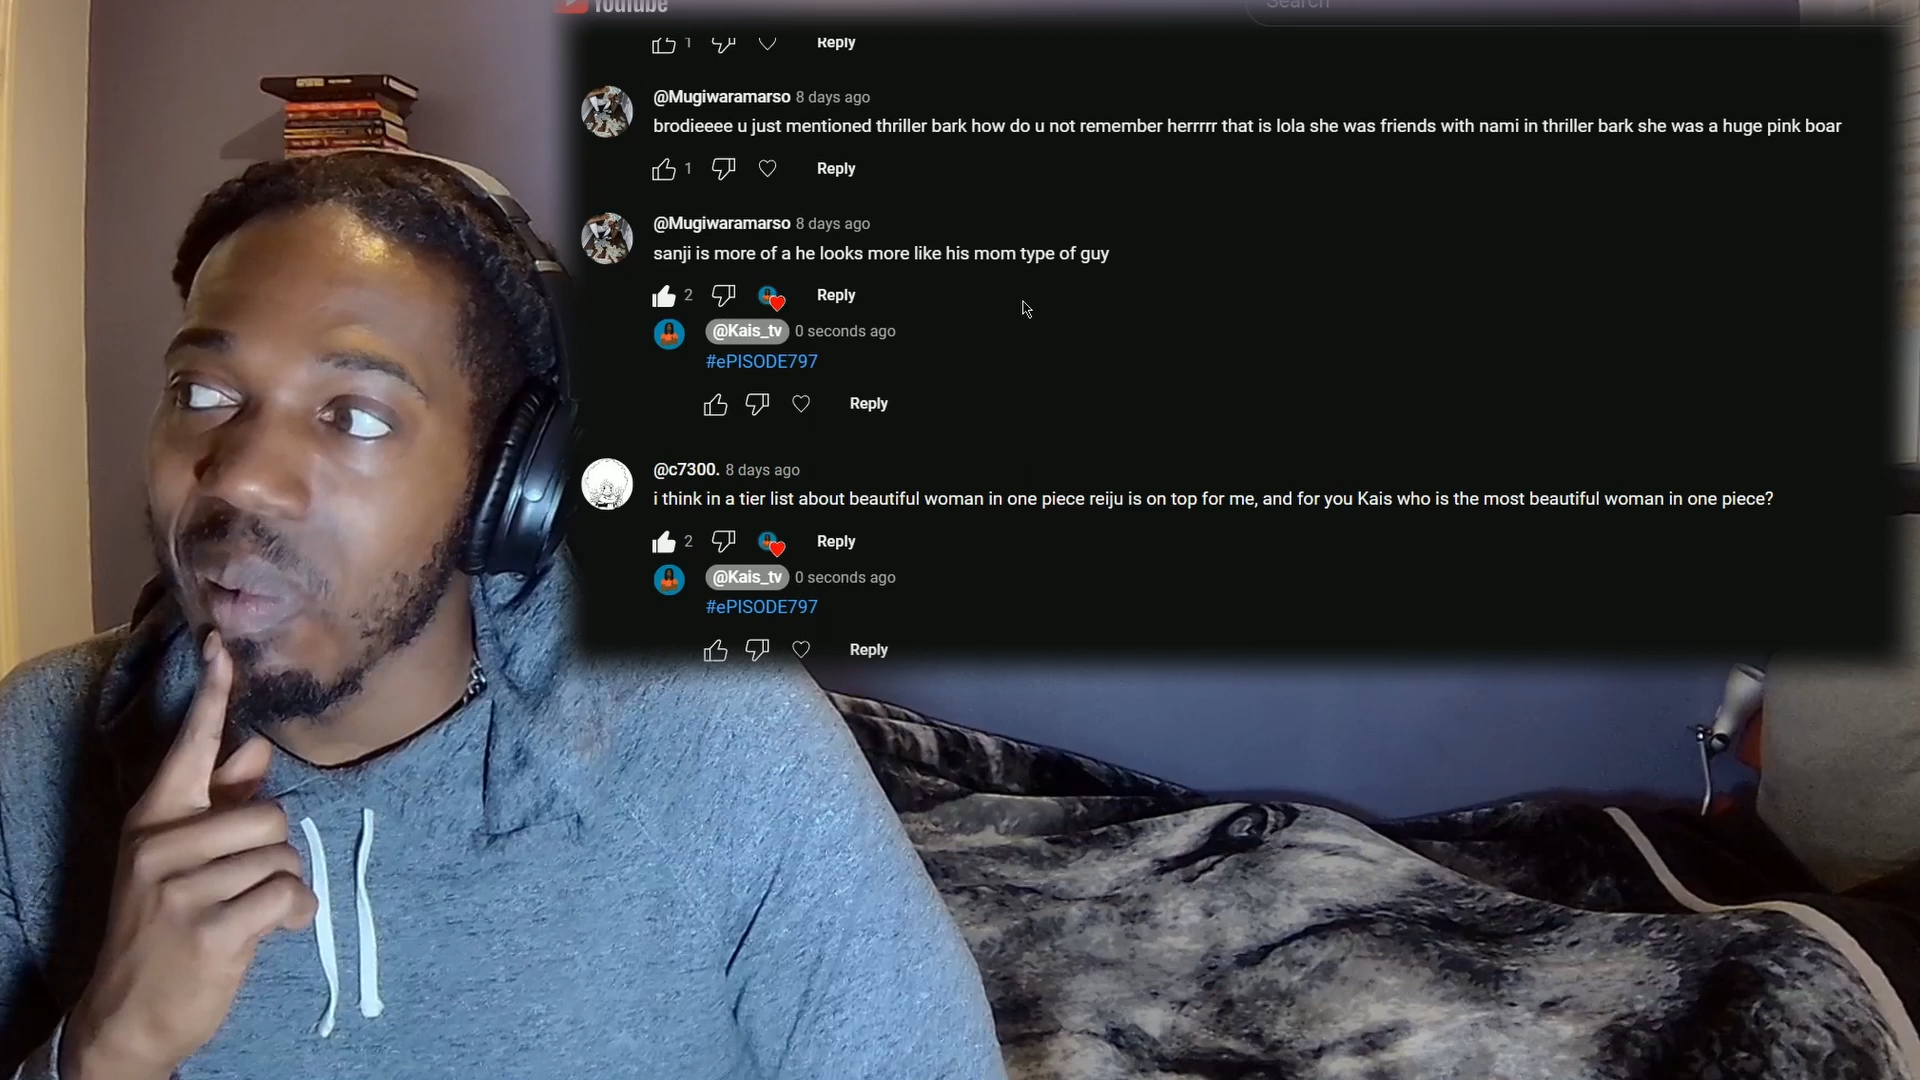 YouTube
Search
1 Reply
@Mugiwaramarso 8 days ago
brodieeee u just mentioned thriller bark how do u not remember herrrrr that is lola she was friends with nami in thriller bark she was a huge pink boar
1 Reply
@Mugiwaramarso 8 days ago
sanji is more of a he looks more like his mom type of guy
2 Reply
@Kais_tv 0 seconds ago
#ePISODE797
Reply
@c7300. 8 days ago
i think in a tier list about beautiful woman in one piece reiju is on top for me, and for you Kais who is the most beautiful woman in one piece?
2 Reply
@Kais_tv 0 seconds ago
#ePISODE797
Reply